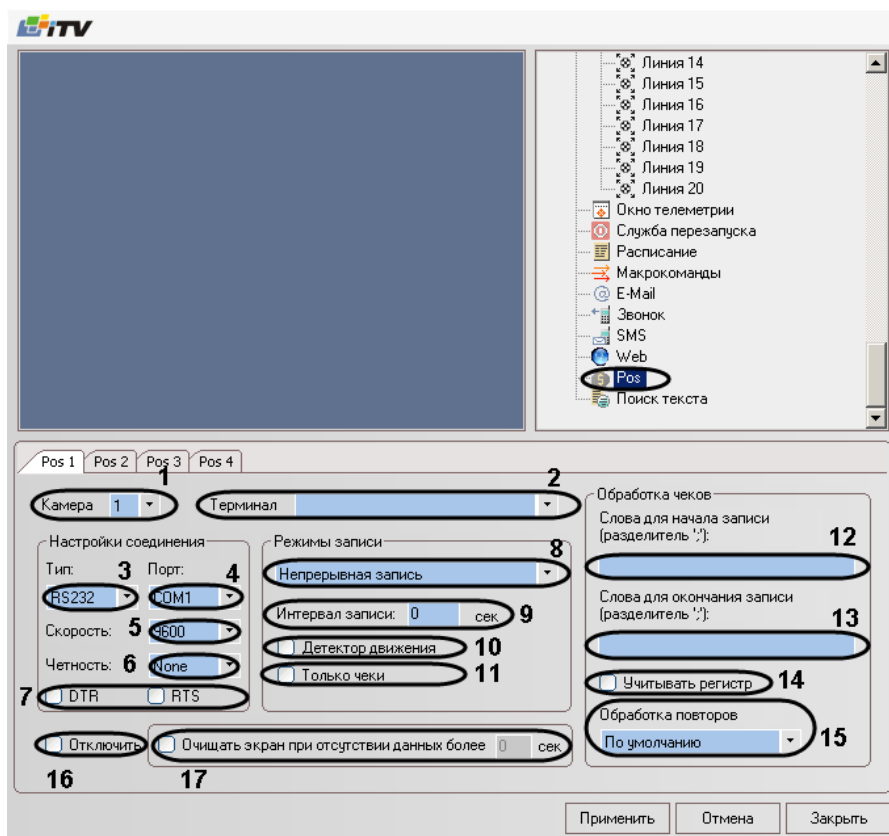 iTV
Линия 14
Линия 15
Линия 16
Линия 17
Линия 18
Линия 19
Линия 20
Окно телеметрии
Служба перезапуска
Расписание
Макрокоманды
E-Mail
Звонок
SMS
Web
Pos
Поиск текста
Pos 1 Pos 2 Pos 3 Pos 4
1
2
Камера 1
Терминал
Настройки соединения
Тип: 3 Порт: 4
RS232 COM1
Скорость: 5 9600
Четность: 6 None
7 DTR RTS
Режимы записи
8
Непрерывная запись
Интервал записи: 0 сек 9
Детектор движения 10
Только чеки 11
Обработка чеков
Слова для начала записи
(разделитель ';'): 12
Слова для окончания записи
(разделитель ';'): 13
Учитывать регистр 14
Обработка повторов
По умолчанию 15
Отключить
16
Очищать экран при отсутствии данных более 0 сек
17
Применить Отмена Закрыть